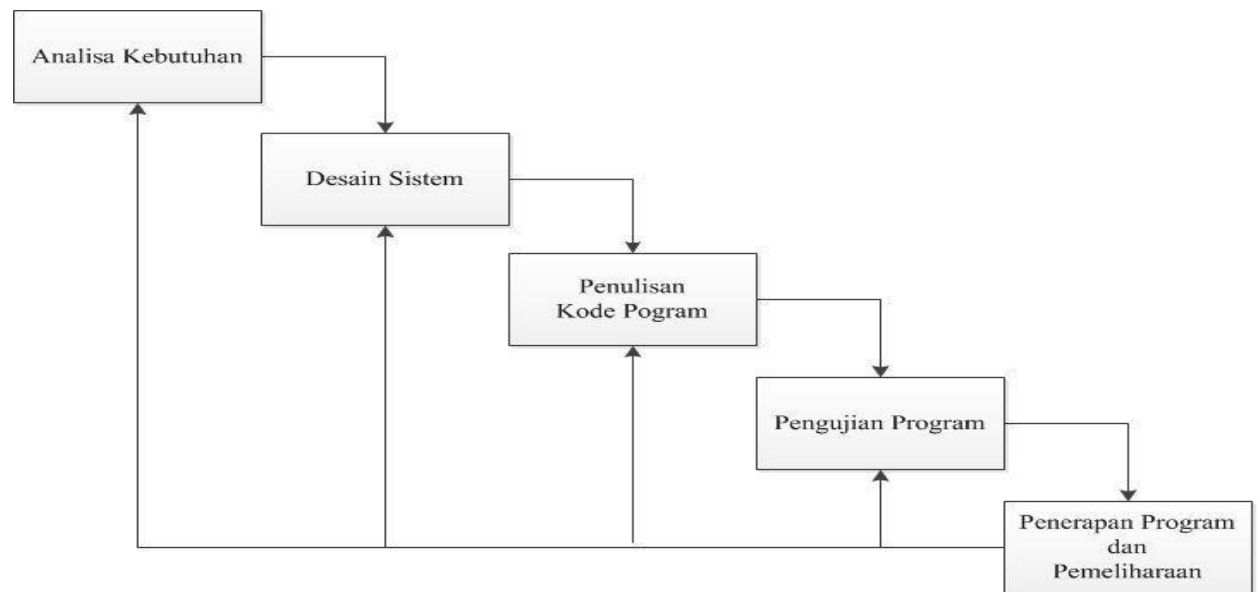 Analisa Kebutuhan
Desain Sistem
Penulisan
Kode Pogram
Pengujian Program
Penerapan Program
dan
Pemeliharaan